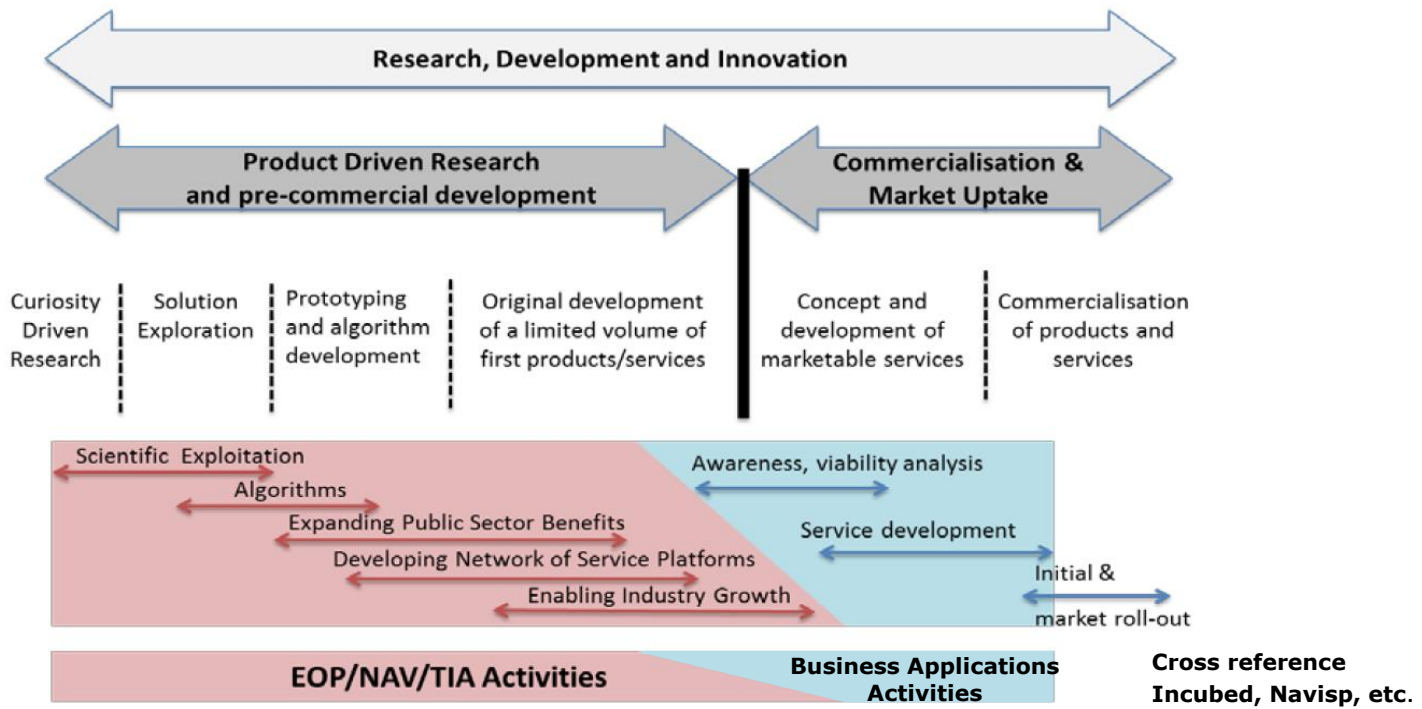 Research, Development and Innovation
Product Driven Research
and pre-commercial development
Commercialisation &
Market Uptake
Curiosity
Driven
Research
Solution
Exploration
Prototyping
and algorithm
development
Original development
of a limited volume of
first products/services
Concept and
development of
marketable services
Commercialisation
of products and
services
Scientific Exploitation
Algorithms
Expanding Public Sector Benefits
Developing Network of Service Platforms
Enabling Industry Growth
Awareness, viability analysis
Service development
Initial &
market roll-out
EOP/NAV/TIA Activities
Business Applications
Activities
Cross reference
Incubed, Navisp, etc.